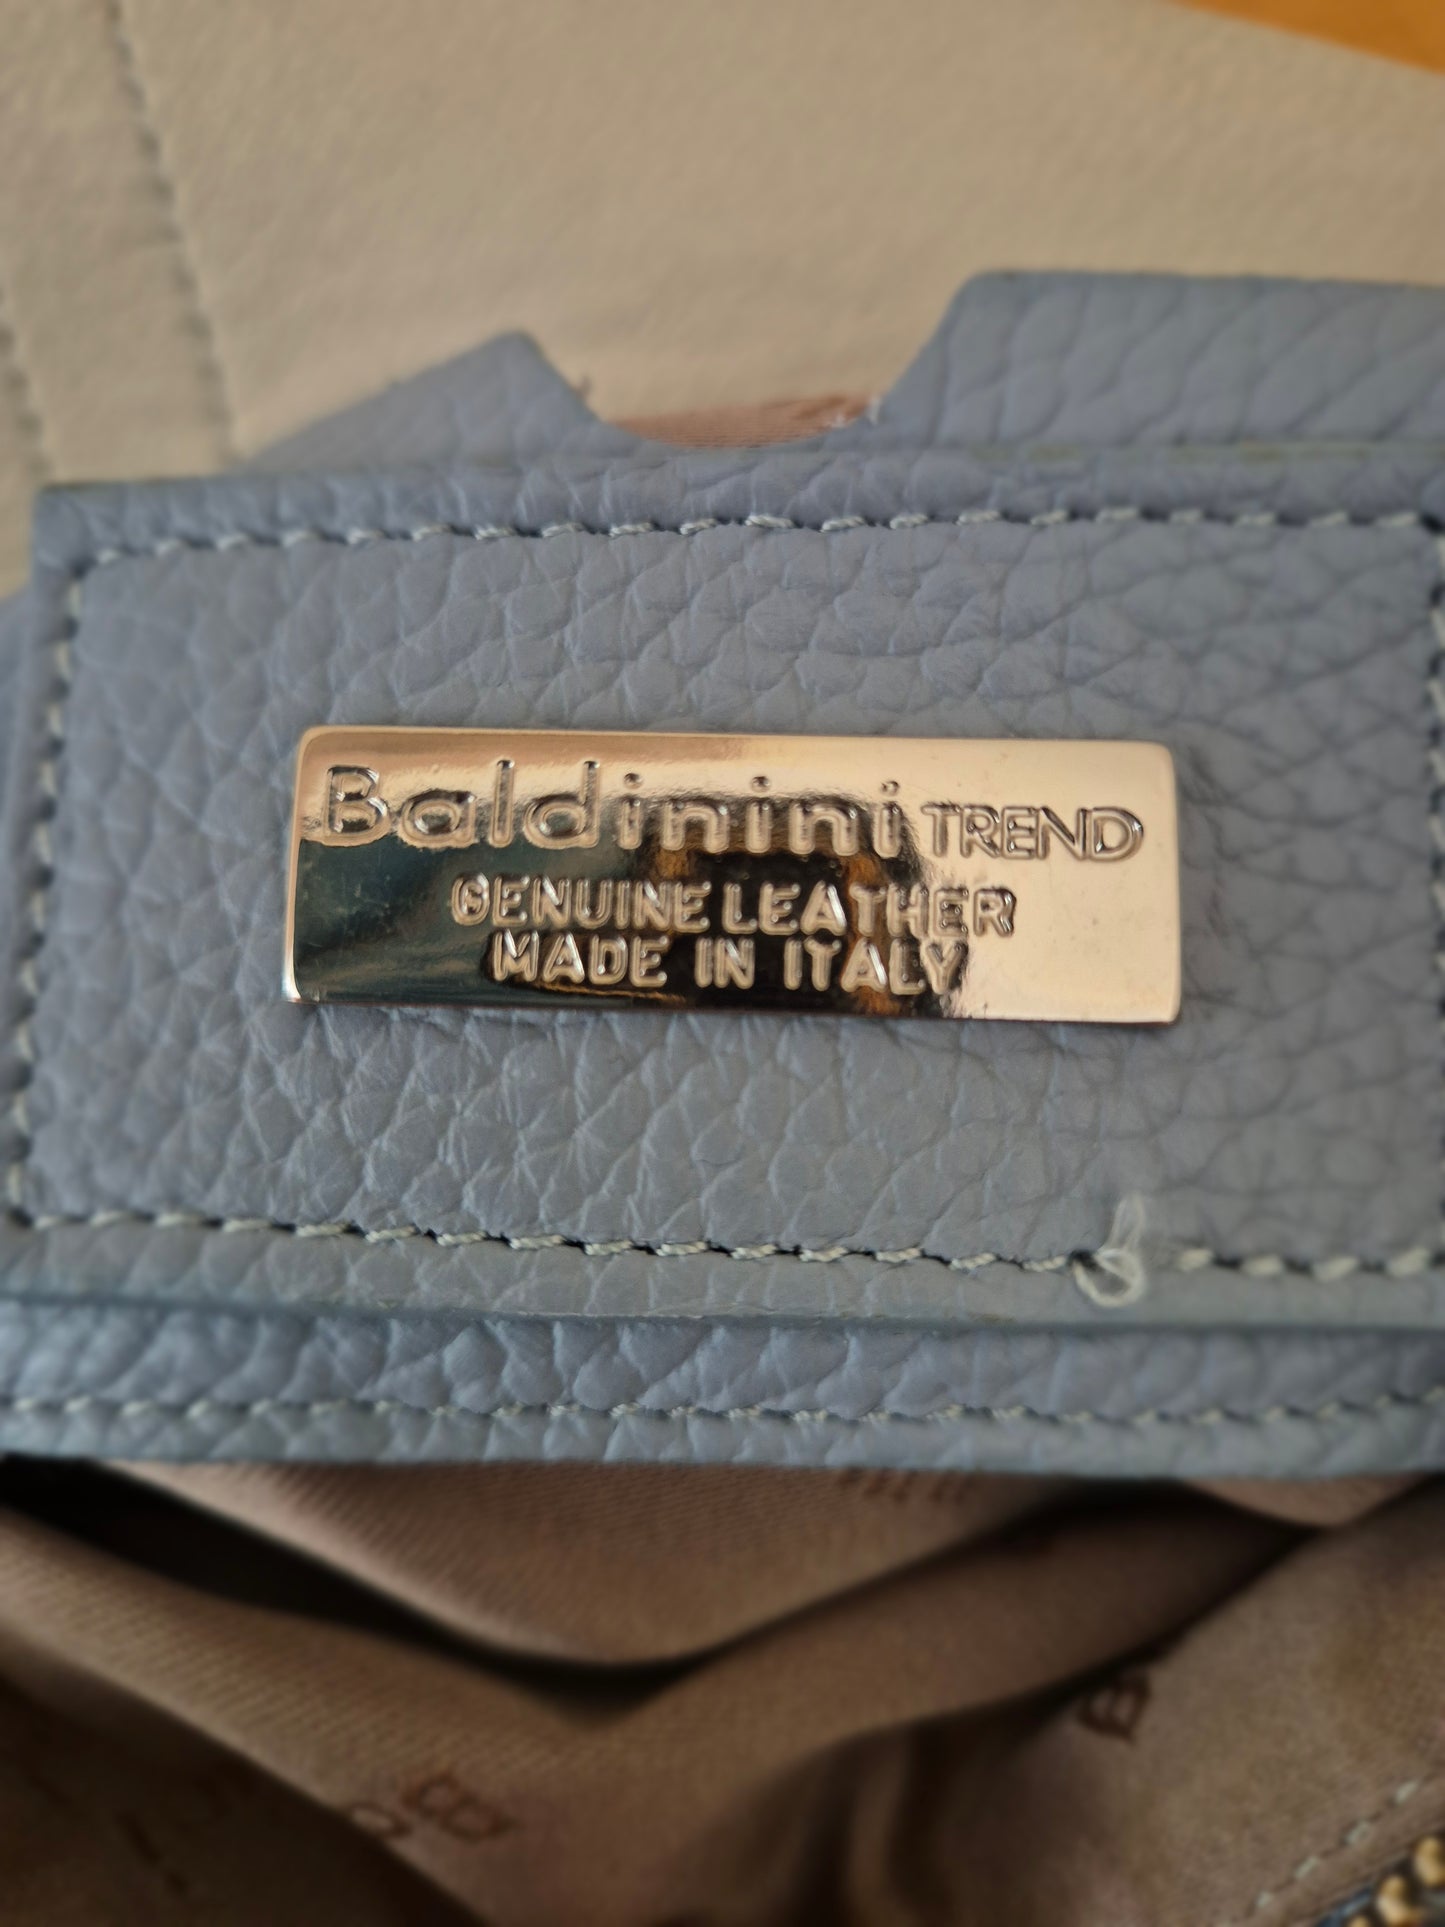 Baldinini TREND
GENUINE LEATHER
MADE IN ITALY
B
B